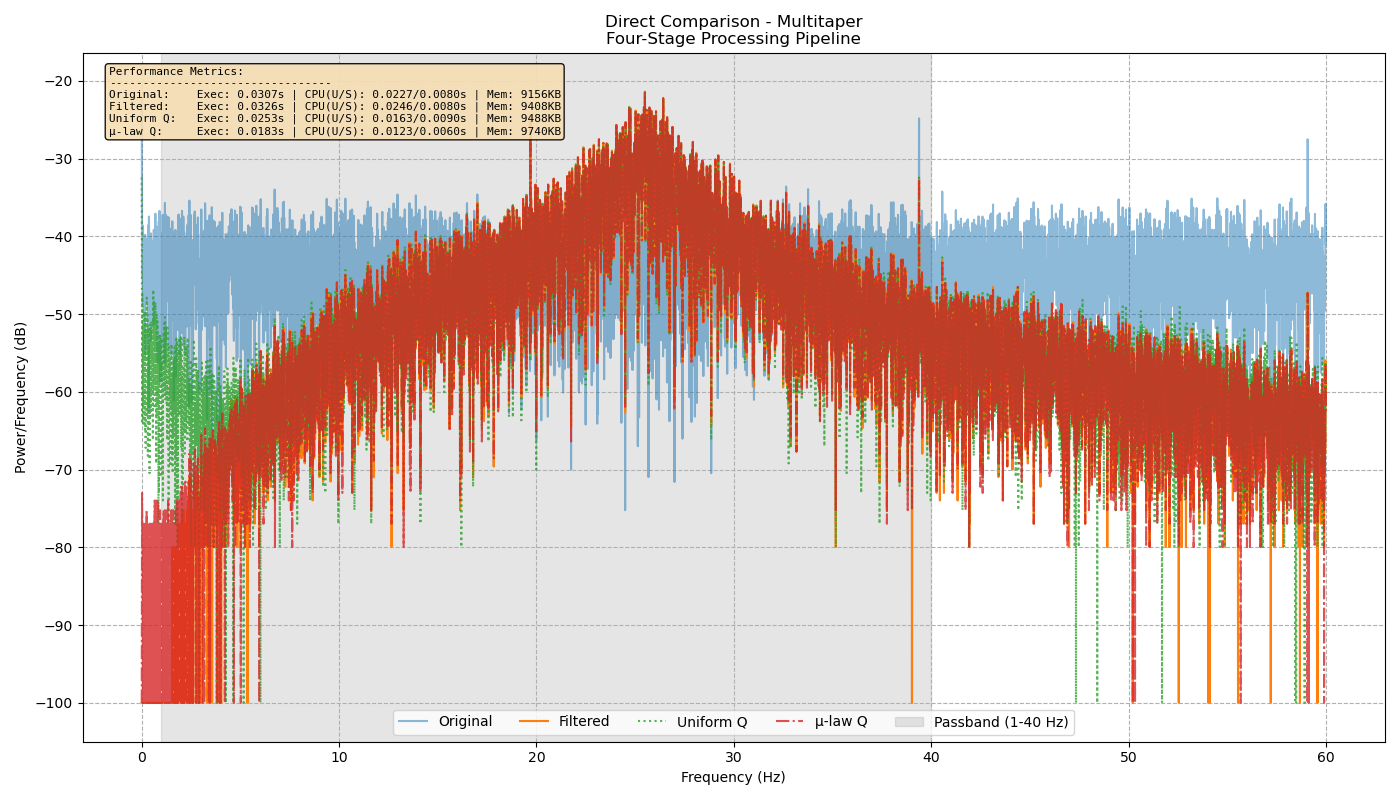 Direct Comparison - Multitaper
Four-Stage Processing Pipeline
Performance Metrics:
---------------------------------
Original:    Exec: 0.0307s | CPU(U/S): 0.0227/0.0080s | Mem: 9156KB
Filtered:    Exec: 0.0326s | CPU(U/S): 0.0246/0.0080s | Mem: 9408KB
Uniform Q:   Exec: 0.0253s | CPU(U/S): 0.0163/0.0090s | Mem: 9488KB
μ-law Q:     Exec: 0.0183s | CPU(U/S): 0.0123/0.0060s | Mem: 9740KB
Power/Frequency (dB)
−20
−30
−40
−50
−60
−70
−80
−90
−100
Original Filtered Uniform Q μ-law Q Passband (1-40 Hz)
0 10 20 30 40 50 60
Frequency (Hz)